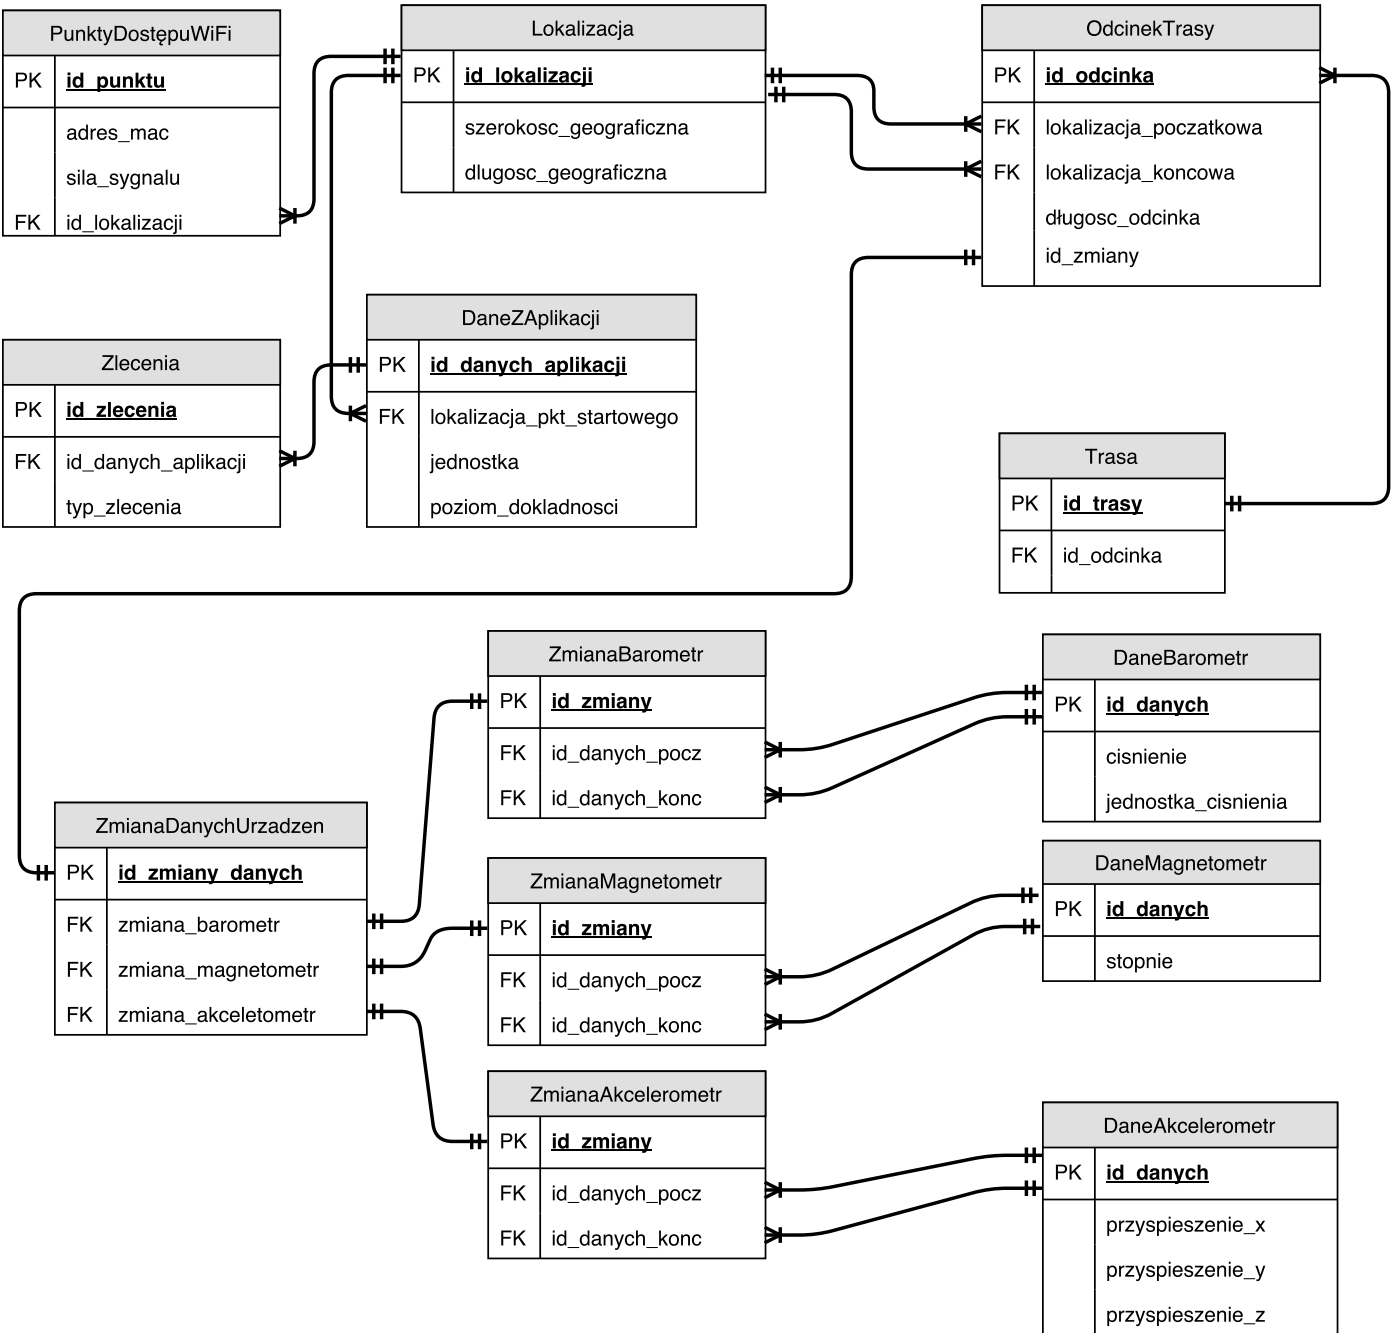 PunktyDostępuWiFi
PK id_punktu
adres_mac
sila_sygnalu
FK id_lokalizacji
Lokalizacja
PK id_lokalizacji
szerokosc_geograficzna
dlugosc_geograficzna
OdcinekTrasy
PK id_odcinka
FK lokalizacja_poczatkowa
FK lokalizacja_koncowa
długosc_odcinka
id_zmiany
Zlecenia
PK id_zlecenia
FK id_danych_aplikacji
typ_zlecenia
DaneZAplikacji
PK id_danych_aplikacji
FK lokalizacja_pkt_startowego
jednostka
poziom_dokladnosci
Trasa
PK id_trasy
FK id_odcinka
ZmianaDanychUrzadzen
PK id_zmiany_danych
FK zmiana_barometr
FK zmiana_magnetometr
FK zmiana_akceletometr
ZmianaBarometr
PK id_zmiany
FK id_danych_pocz
FK id_danych_konc
DaneBarometr
PK id_danych
cisnienie
jednostka_cisnienia
ZmianaMagnetometr
PK id_zmiany
FK id_danych_pocz
FK id_danych_konc
DaneMagnetometr
PK id_danych
stopnie
ZmianaAkcelerometr
PK id_zmiany
FK id_danych_pocz
FK id_danych_konc
DaneAkcelerometr
PK id_danych
przyspieszenie_x
przyspieszenie_y
przyspieszenie_z